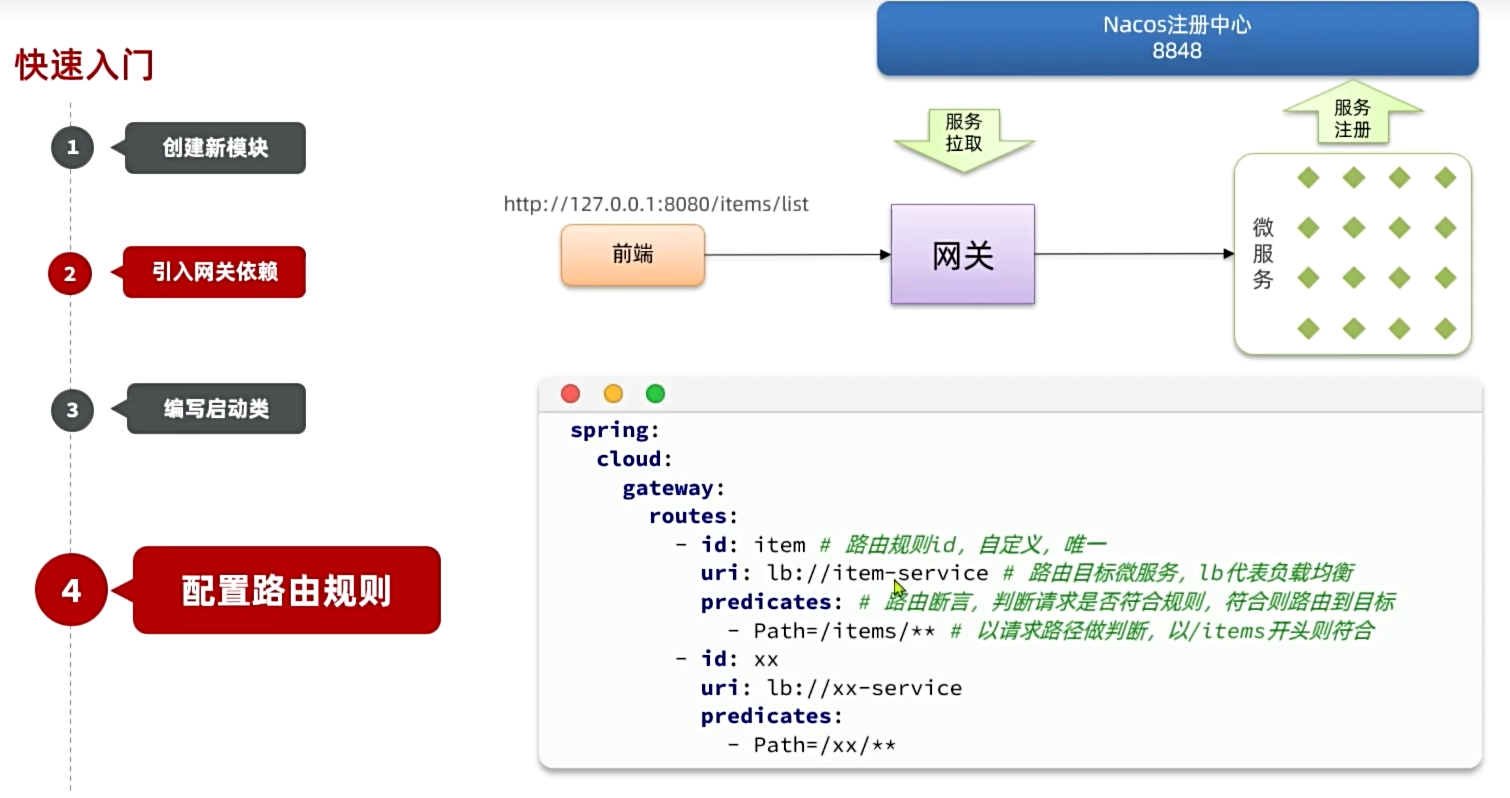 快速入门
1
创建新模块
2
引入网关依赖
3
编写启动类
4
配置路由规则
Nacos注册中心
8848
服务
拉取
服务
注册
http://127.0.0.1:8080/items/list
前端
网关
微
服
务
spring:
cloud:
gateway:
routes:
- id: item # 路由规则id，自定义，唯一
uri: lb://item-service # 路由目标微服务，lb代表负载均衡
predicates: # 路由断言，判断请求是否符合规则，符合则路由到目标
- Path=/items/** # 以请求路径做判断，以/items开头则符合
- id: xx
uri: lb://xx-service
predicates:
- Path=/xx/**